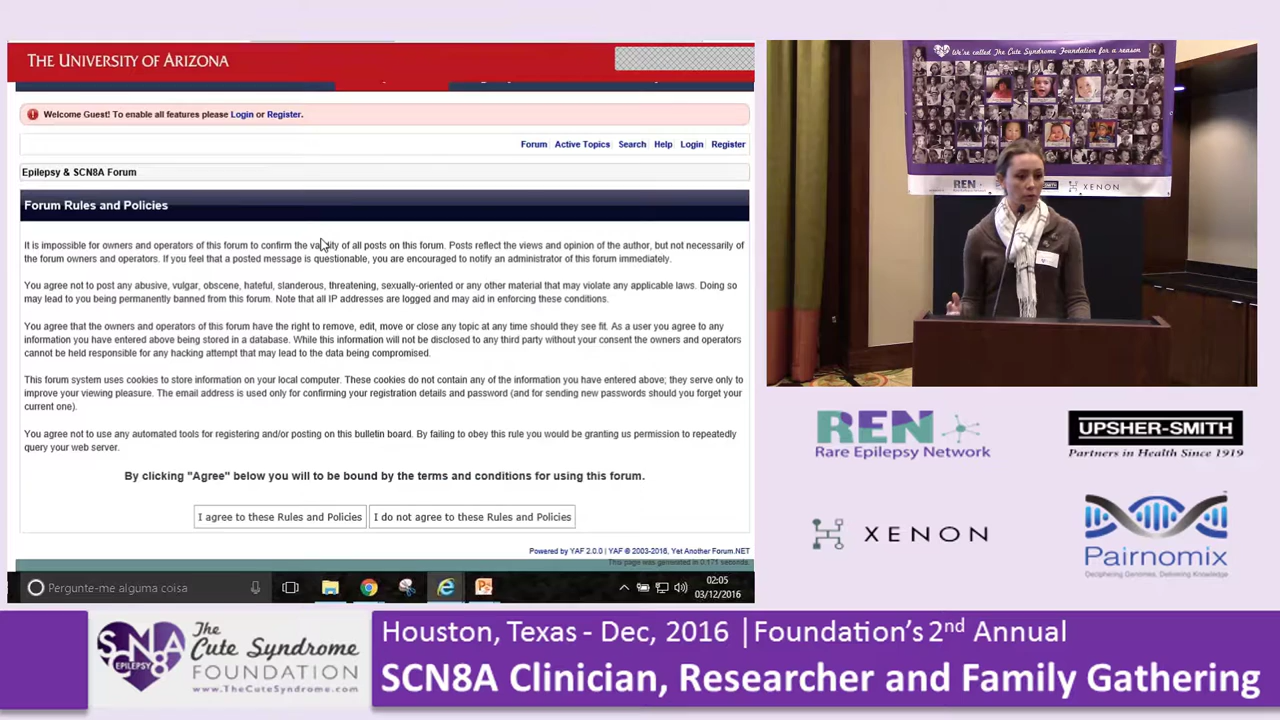 THE UNIVERSITY OF ARIZONA
Welcome Guest! To enable all features please Login or Register.
Forum Active Topics Search Help Login Register
Epilepsy & SCN8A Forum
Forum Rules and Policies
It is impossible for owners and operators of this forum to confirm the validity of all posts on this forum. Posts reflect the views and opinion of the author, but not necessarily of
the forum owners and operators. If you feel that a posted message is questionable, you are encouraged to notify an administrator of this forum immediately.
You agree not to post any abusive, vulgar, obscene, hateful, slanderous, threatening, sexually-oriented or any other material that may violate any applicable laws. Doing so
may lead to you being permanently banned from this forum. Note that all IP addresses are logged and may aid in enforcing these conditions.
You agree that the owners and operators of this forum have the right to remove, edit, move or close any topic at any time should they see fit. As a user you agree to any
information you have entered above being stored in a database. While this information will not be disclosed to any third party without your consent the owners and operators
cannot be held responsible for any hacking attempt that may lead to the data being compromised.
This forum system uses cookies to store information on your local computer. These cookies do not contain any of the information you have entered above; they serve only to
improve your viewing pleasure. The email address is used only for confirming your registration details and password (and for sending new passwords should you forget your
current one).
You agree not to use any automated tools for registering and/or posting on this bulletin board. By failing to obey this rule you would be granting us permission to repeatedly
query your web server.
By clicking "Agree" below you will to be bound by the terms and conditions for using this forum.
I agree to these Rules and Policies I do not agree to these Rules and Policies
Powered by YAF 2.0.0 | YAF © 2003-2016, Yet Another Forum.NET
This page was generated in 0.171 seconds.
Pergunte-me alguma coisa
02:05
03/12/2016
We're called The Cute Syndrome Foundation for a reason
REN
XENON
REN
Rare Epilepsy Network
UPSHER-SMITH
Partners in Health Since 1919
XENON
Pairnomix
Deciphering Genomes, Delivering Knowledge
SCN8A
EPILEPSY
The
Cute Syndrome
FOUNDATION
www.TheCuteSyndrome.com
Houston, Texas - Dec, 2016 | Foundation's 2nd Annual
SCN8A Clinician, Researcher and Family Gathering